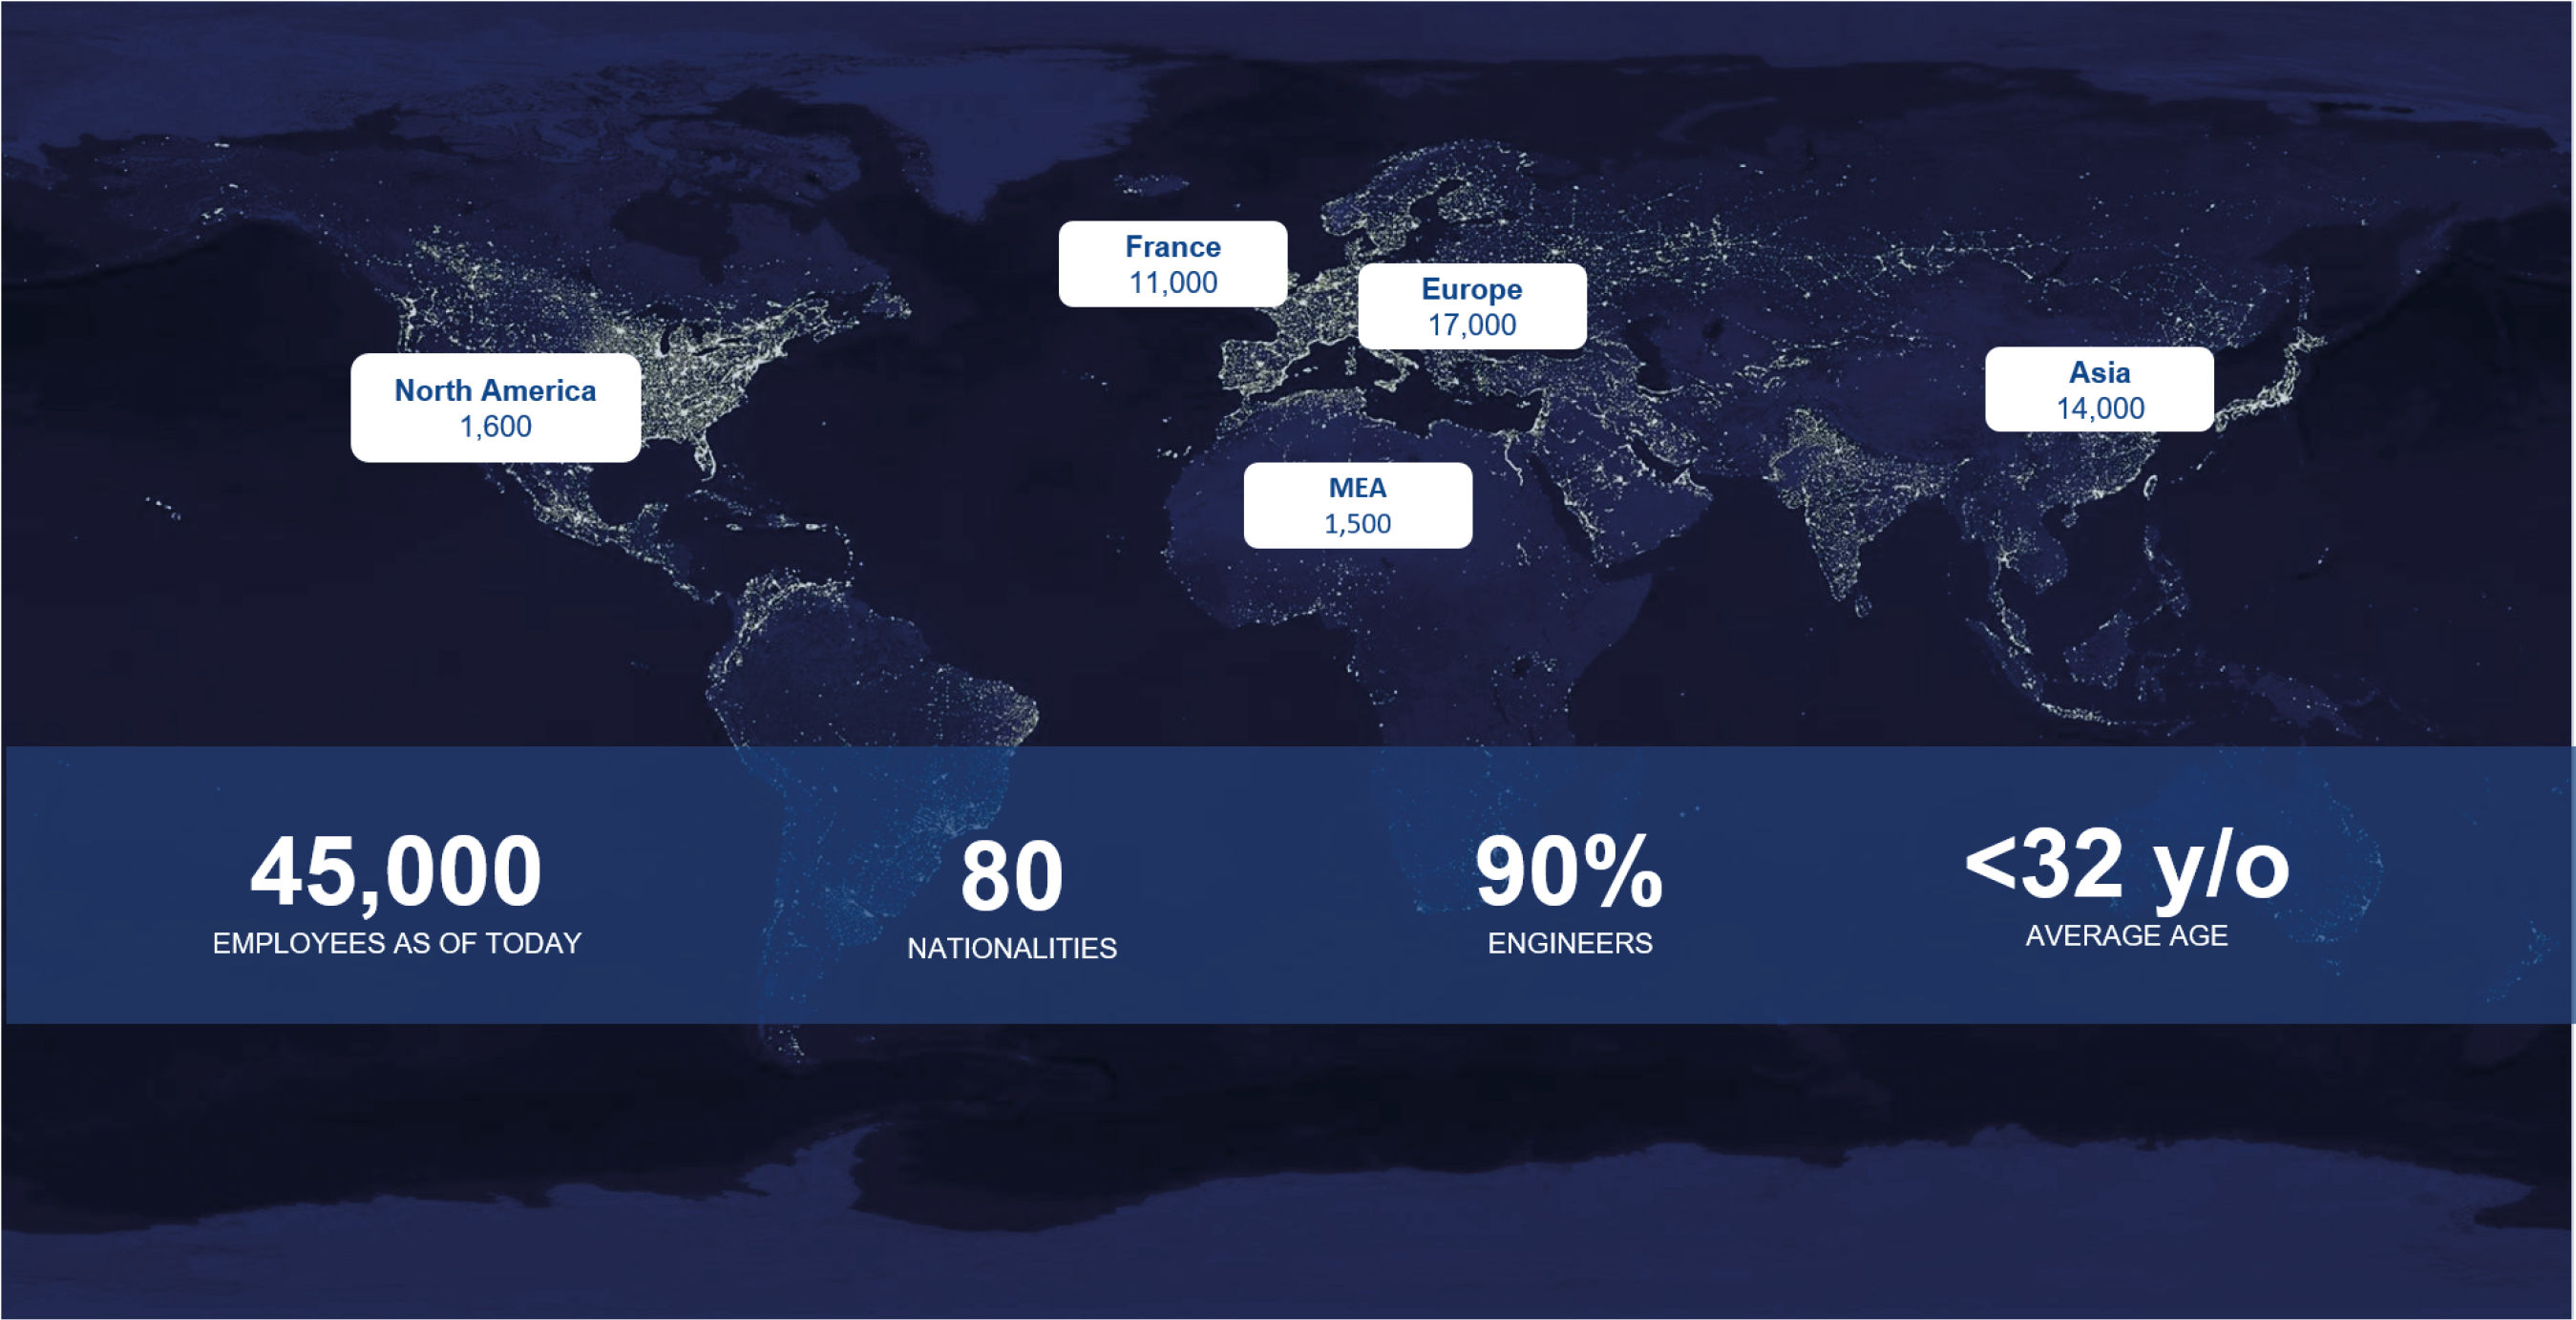 France
11,000
Europe
17,000
North America
1,600
Asia
14,000
MEA
1,500
45,000
EMPLOYEES AS OF TODAY
80
NATIONALITIES
90%
ENGINEERS
<32 y/o
AVERAGE AGE